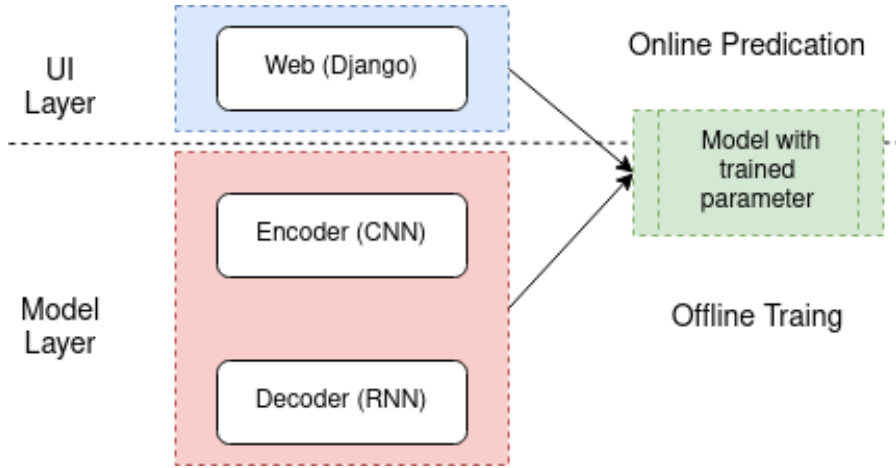 UI
Layer
Web (Django)
Online Predication
Model with
trained
parameter
Model
Layer
Encoder (CNN)
Decoder (RNN)
Offline Traing